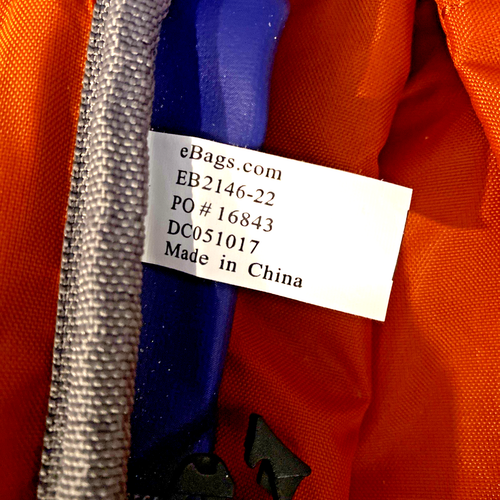 eBags.com
EB2146-22
PO # 16843
DC051017
Made in China